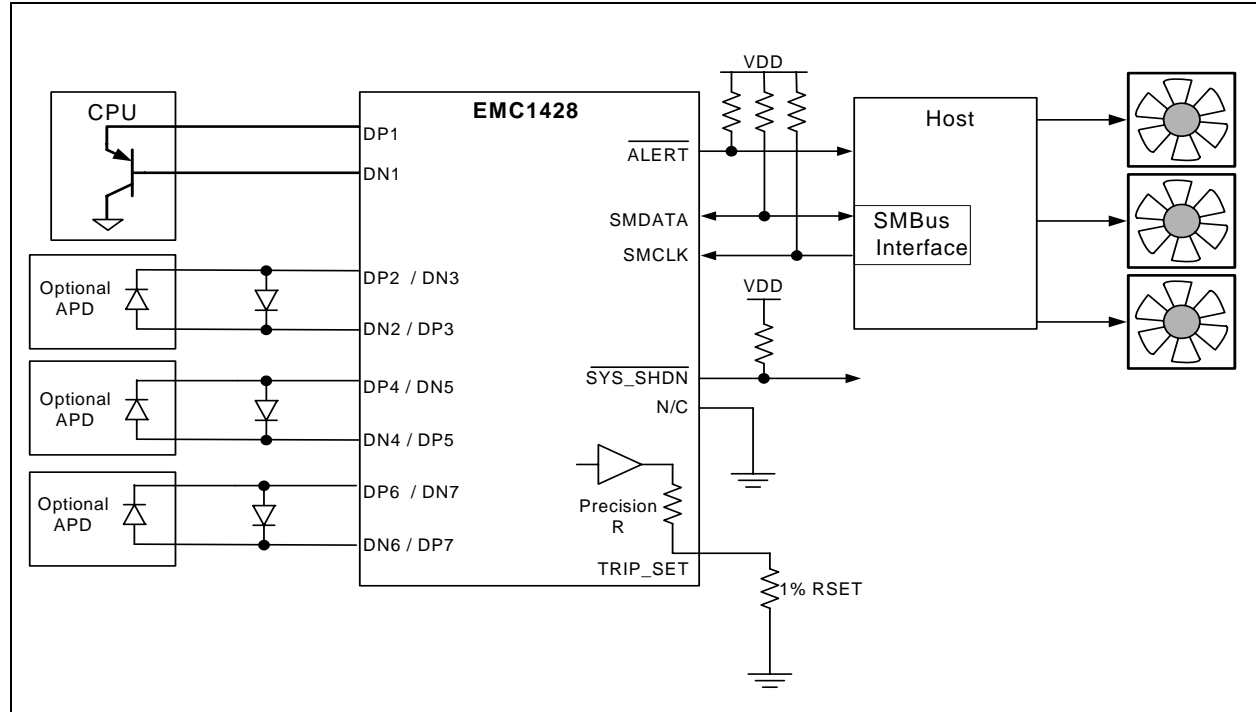 VDD
CPU
EMC1428
Host
DP1
ALERT
DN1
SMDATA
SMBus
Interface
SMCLK
Optional
APD
DP2 / DN3
DN2 / DP3
VDD
Optional
APD
DP4 / DN5
SYS_SHDN
N/C
DN4 / DP5
Optional
APD
DP6 / DN7
Precision
R
DN6 / DP7
TRIP_SET
1% RSET